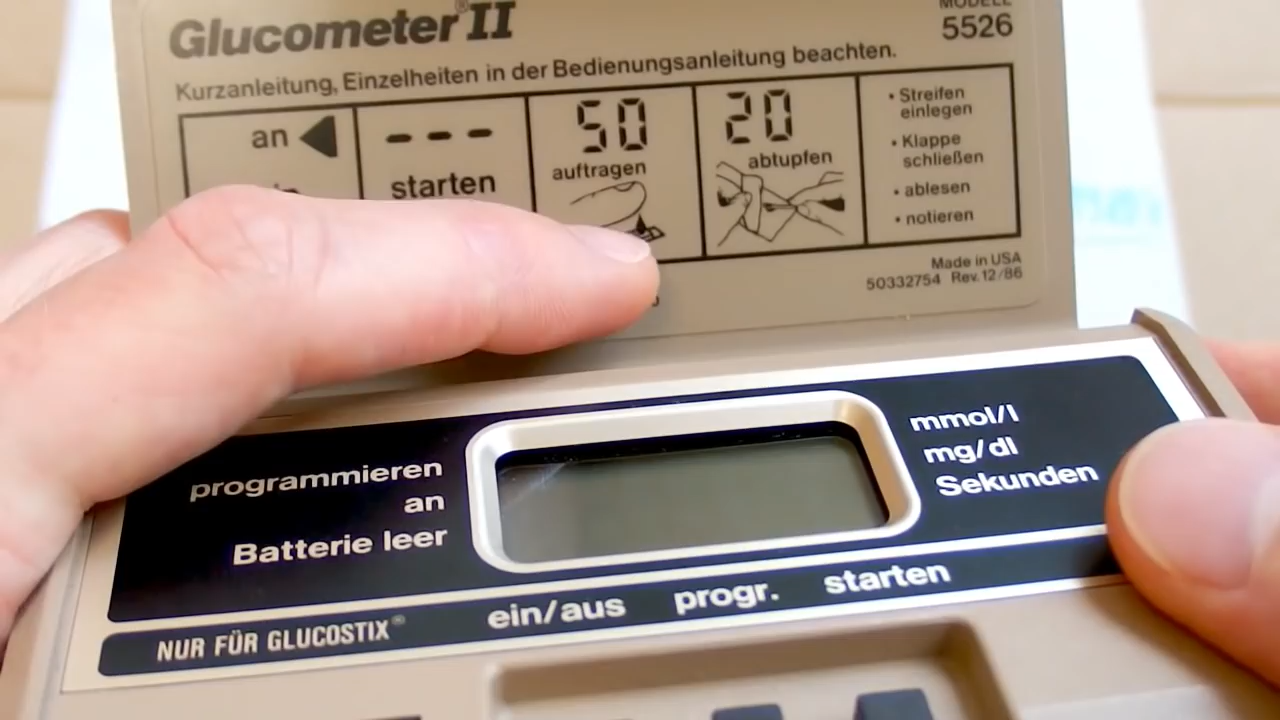 Glucometer® II
MODELL
5526
Kurzanleitung, Einzelheiten in der Bedienungsanleitung beachten.
an
---
starten
50
auftragen
20
abtupfen
• Streifen
einlegen
• Klappe
schließen
• ablesen
• notieren
Made in USA
50332754 Rev. 12/86
programmieren
an
Batterie leer
mmol/l
mg/dl
Sekunden
NUR FÜR GLUCOSTIX®
ein/aus
progr.
starten